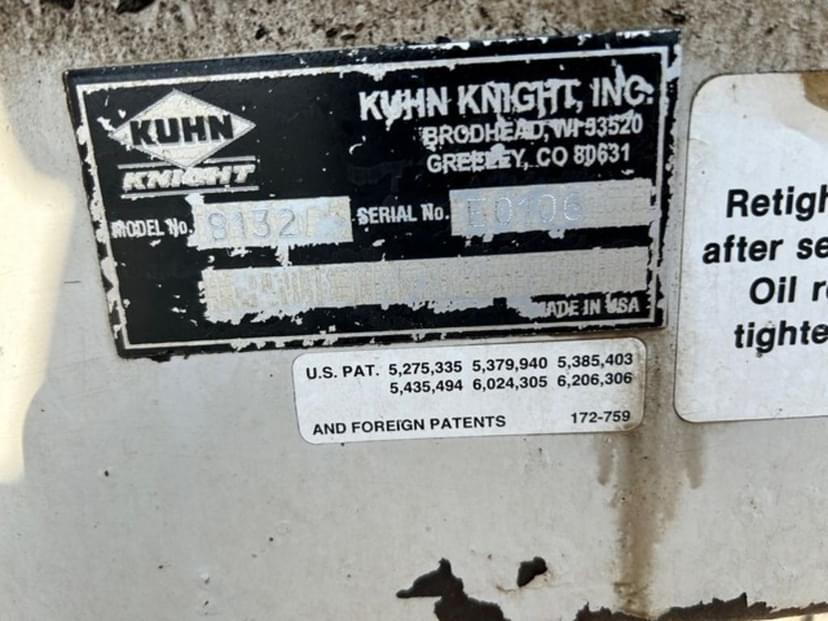 KUHN
KNIGHT
KUHN KNIGHT, INC.
BRODHEAD, WI 53520
GREELEY, CO 80631
MODEL No. 8132
SERIAL No. E0106
MADE IN USA
U.S. PAT. 5,275,335 5,379,940 5,385,403
5,435,494 6,024,305 6,206,306
AND FOREIGN PATENTS 172-759
Retigh
after se
Oil r
tighte